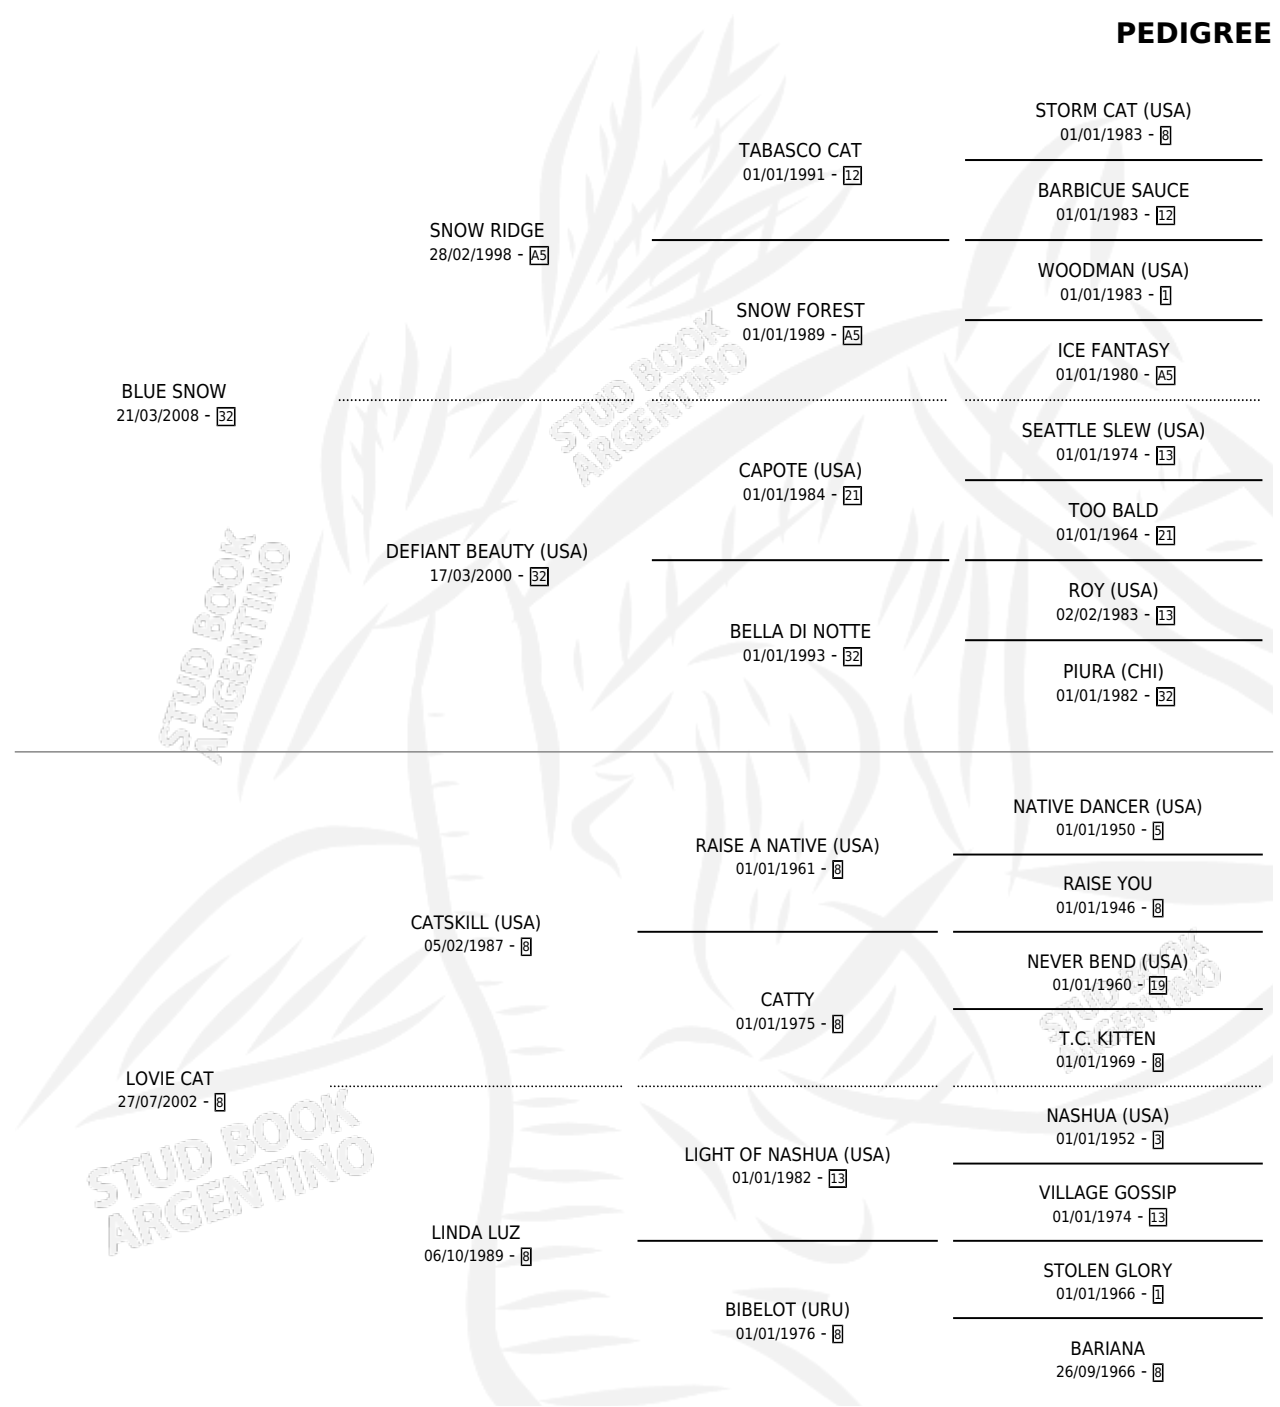 PEDIGREE
STORM CAT (USA)
01/01/1983 - 8
TABASCO CAT
01/01/1991 - 12
BARBICUE SAUCE
01/01/1983 - 12
SNOW RIDGE
28/02/1998 - A5
WOODMAN (USA)
01/01/1983 - 1
SNOW FOREST
01/01/1989 - A5
ICE FANTASY
01/01/1980 - A5
BLUE SNOW
21/03/2008 - 32
STUD BOOK
ARGENTINO
SEATTLE SLEW (USA)
01/01/1974 - 13
CAPOTE (USA)
01/01/1984 - 21
TOO BALD
01/01/1964 - 21
DEFIANT BEAUTY (USA)
17/03/2000 - 32
ROY (USA)
02/02/1983 - 13
BELLA DI NOTTE
01/01/1993 - 32
PIURA (CHI)
01/01/1982 - 32
STUD BOOK
ARGENTINO
NATIVE DANCER (USA)
01/01/1950 - 5
RAISE A NATIVE (USA)
01/01/1961 - 8
RAISE YOU
01/01/1946 - 8
CATSKILL (USA)
05/02/1987 - 8
NEVER BEND (USA)
01/01/1960 - 19
CATTY
01/01/1975 - 8
STUD BOOK
ARGENTINO
T.C. KITTEN
01/01/1969 - 8
LOVIE CAT
27/07/2002 - 8
STUD BOOK
ARGENTINO
NASHUA (USA)
01/01/1952 - 3
LIGHT OF NASHUA (USA)
01/01/1982 - 13
VILLAGE GOSSIP
01/01/1974 - 13
LINDA LUZ
06/10/1989 - 8
STOLEN GLORY
01/01/1966 - 1
BIBELOT (URU)
01/01/1976 - 8
BARIANA
26/09/1966 - 8